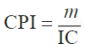 CPI = m/IC